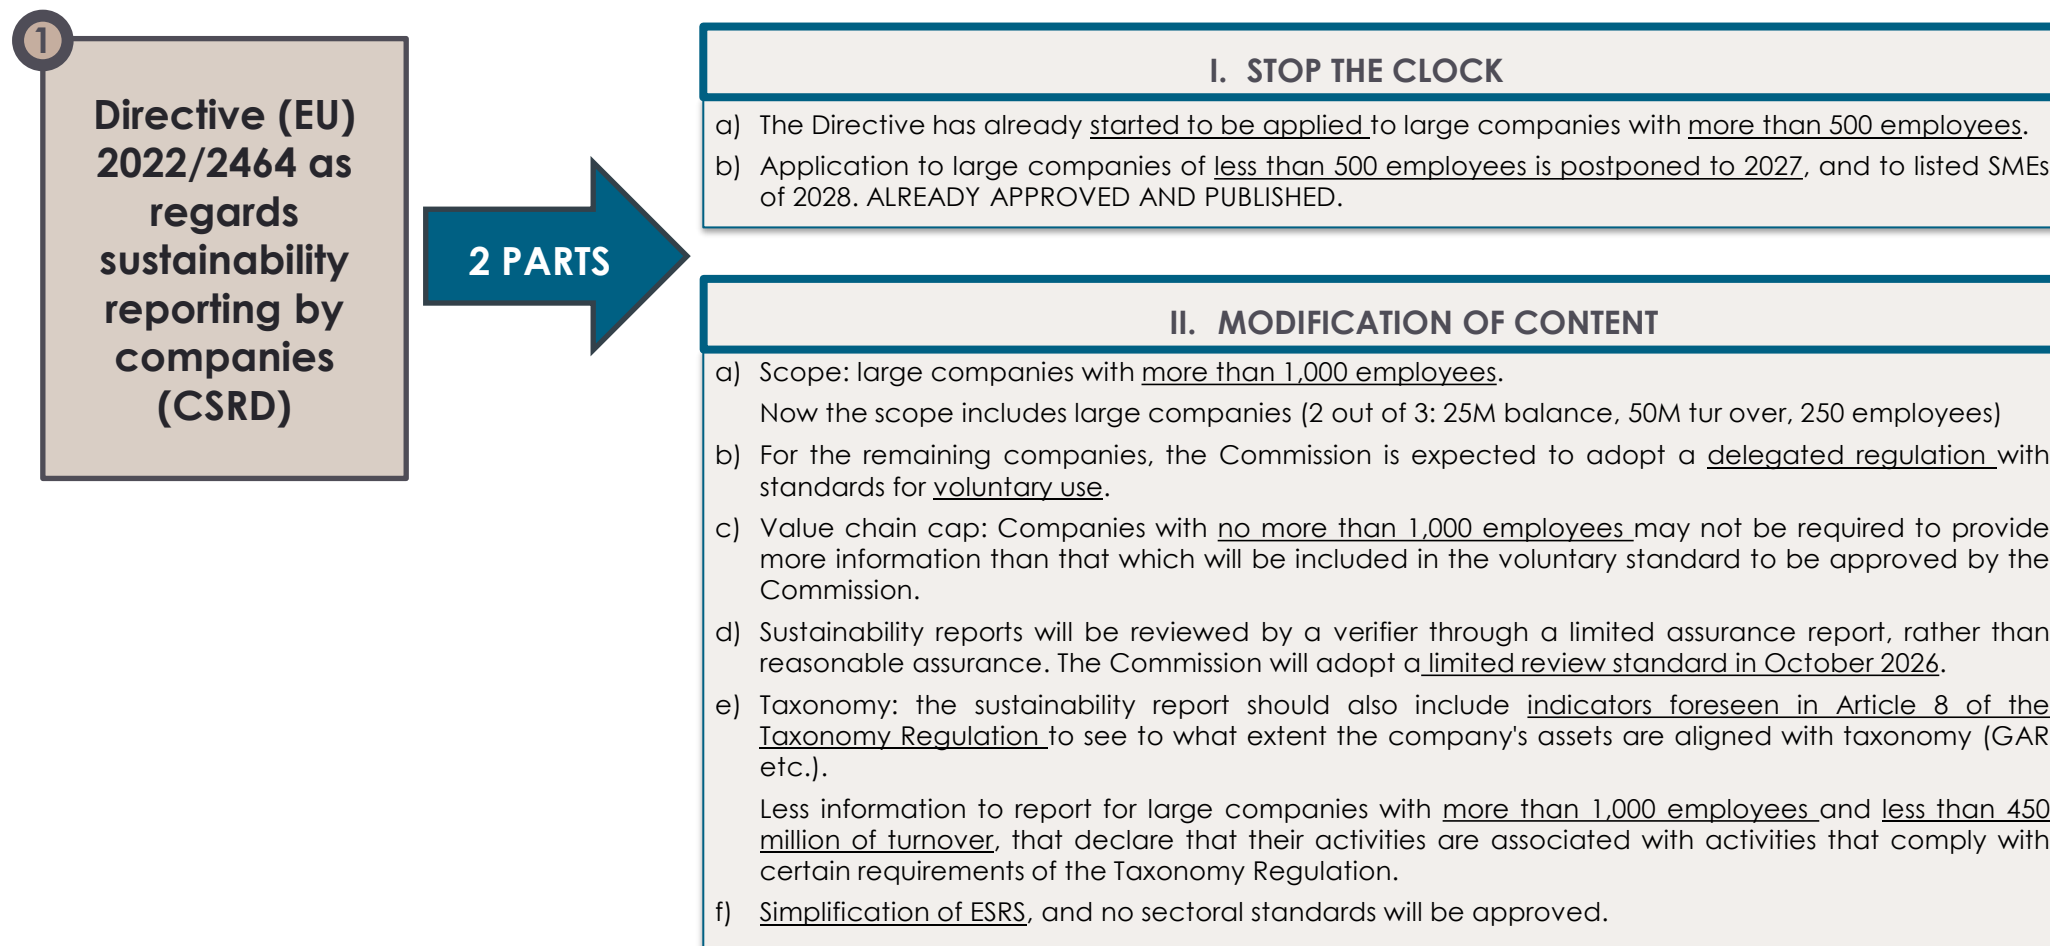 1
Directive (EU)
2022/2464 as
regards
sustainability
reporting by
companies
(CSRD)
2 PARTS
I. STOP THE CLOCK
a) The Directive has already started to be applied to large companies with more than 500 employees.
b) Application to large companies of less than 500 employees is postponed to 2027, and to listed SMEs
of 2028. ALREADY APPROVED AND PUBLISHED.
II. MODIFICATION OF CONTENT
a) Scope: large companies with more than 1,000 employees.
Now the scope includes large companies (2 out of 3: 25M balance, 50M tur over, 250 employees)
b) For the remaining companies, the Commission is expected to adopt a delegated regulation with
standards for voluntary use.
c) Value chain cap: Companies with no more than 1,000 employees may not be required to provide
more information than that which will be included in the voluntary standard to be approved by the
Commission.
d) Sustainability reports will be reviewed by a verifier through a limited assurance report, rather than
reasonable assurance. The Commission will adopt a limited review standard in October 2026.
e) Taxonomy: the sustainability report should also include indicators foreseen in Article 8 of the
Taxonomy Regulation to see to what extent the company's assets are aligned with taxonomy (GAR
etc.).
Less information to report for large companies with more than 1,000 employees and less than 450
million of turnover, that declare that their activities are associated with activities that comply with
certain requirements of the Taxonomy Regulation.
f) Simplification of ESRS, and no sectoral standards will be approved.